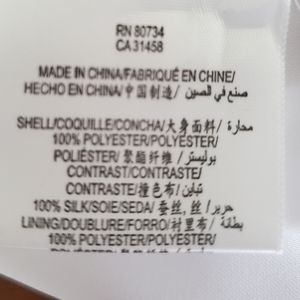 RN 80734
CA 31458
MADE IN CHINA/FABRIQUÉ EN CHINE/
HECHO EN CHINA/中国制造/ صنع في الصين
SHELL/COQUILLE/CONCHA/大身面料/ محارة/
100% POLYESTER/POLYESTER/
POLIÉSTER/ 聚酯纤维 / بوليستر
CONTRAST/CONTRASTE/
CONTRASTE/撞色布/ تباين/
100% SILK/SOIE/SEDA/蚕丝, 丝 / حرير/
LINING/DOUBLURE/FORRO/衬里布/ بطانة/
100% POLYESTER/POLYESTER/